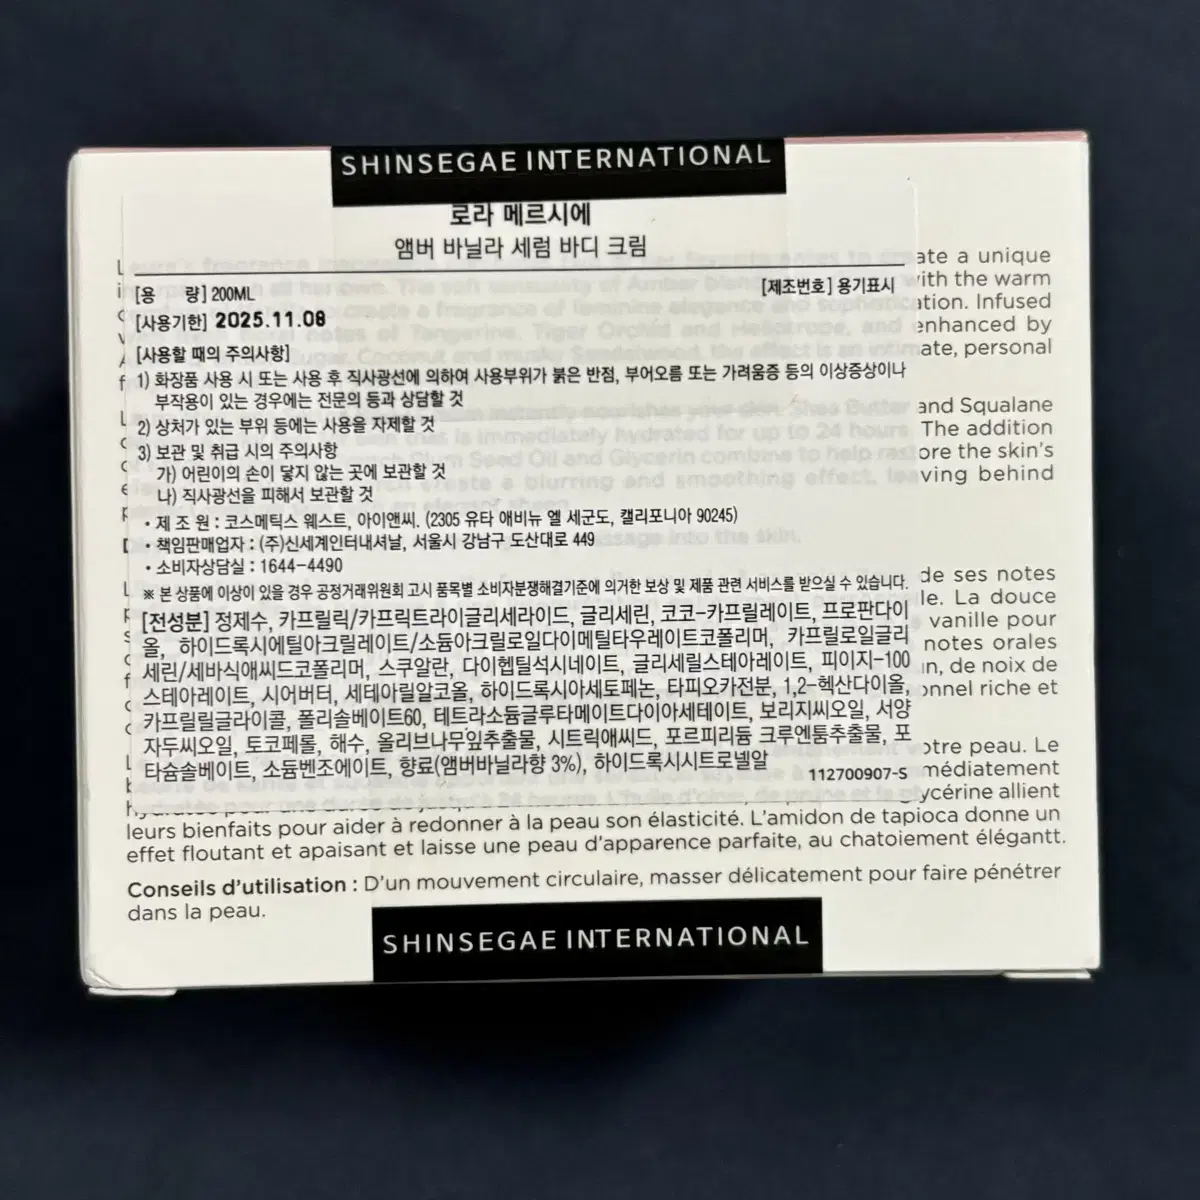 SHINSEGAE INTERNATIONAL
로라 메르시에
앰버 바닐라 세럼 바디 크림
ate a unique
with the warm
[용 량] 200ML
[제조번호] 용기표시
ation. Infused
[사용기한] 2025.11.08
enhanced by
ate, personal
[사용할 때의 주의사항]
1) 화장품 사용 시 또는 사용 후 직사광선에 의하여 사용부위가 붉은 반점, 부어오름 또는 가려움증 등의 이상증상이나
부작용이 있는 경우에는 전문의 등과 상담할 것
and Squalane
2) 상처가 있는 부위 등에는 사용을 자제할 것
The addition
3) 보관 및 취급 시의 주의사항
ore the skin's
가) 어린이의 손이 닿지 않는 곳에 보관할 것
ving behind
나) 직사광선을 피해서 보관할 것
• 제 조 원 : 코스메틱스 웨스트, 아이앤씨. (2305 유타 애비뉴 엘 세군도, 캘리포니아 90245)
• 책임판매업자 : (주)신세계인터내셔날, 서울시 강남구 도산대로 449
massage into the skin.
• 소비자상담실 : 1644-4490
de ses notes
※ 본 상품에 이상이 있을 경우 공정거래위원회 고시 품목별 소비자분쟁해결기준에 의거한 보상 및 제품 관련 서비스를 받으실 수 있습니다.
le. La douce
[전성분] 정제수, 카프릴릭/카프릭트라이글리세라이드, 글리세린, 코코-카프릴레이트, 프로판다이
vanille pour
올, 하이드록시에틸아크릴레이트/소듐아크릴로일다이메틸타우레이트코폴리머, 카프릴로일글리
notes orales
세린/세바식애씨드코폴리머, 스쿠알란, 다이헵틸석시네이트, 글리세릴스테아레이트, 피이지-100
n, de noix de
스테아레이트, 시어버터, 세테아릴알코올, 하이드록시아세토페논, 타피오카전분, 1,2-헥산다이올,
onnel riche et
카프릴릴글라이콜, 폴리솔베이트60, 테트라소듐글루타메이트다이아세테이트, 보리지씨오일, 서양
자두씨오일, 토코페롤, 해수, 올리브나무잎추출물, 시트릭애씨드, 포르피리듐 크루엔툼추출물, 포
otre peau. Le
타슘솔베이트, 소듐벤조에이트, 향료(앰버바닐라향 3%), 하이드록시시트로넬알
112700907-S
médiatement
ycérine allient
leurs bienfaits pour aider à redonner à la peau son élasticité. L'amidon de tapioca donne un
effet floutant et apaisant et laisse une peau d'apparence parfaite, au chatoiement élégantt.
Conseils d'utilisation : D'un mouvement circulaire, masser délicatement pour faire pénétrer
dans la peau.
SHINSEGAE INTERNATIONAL